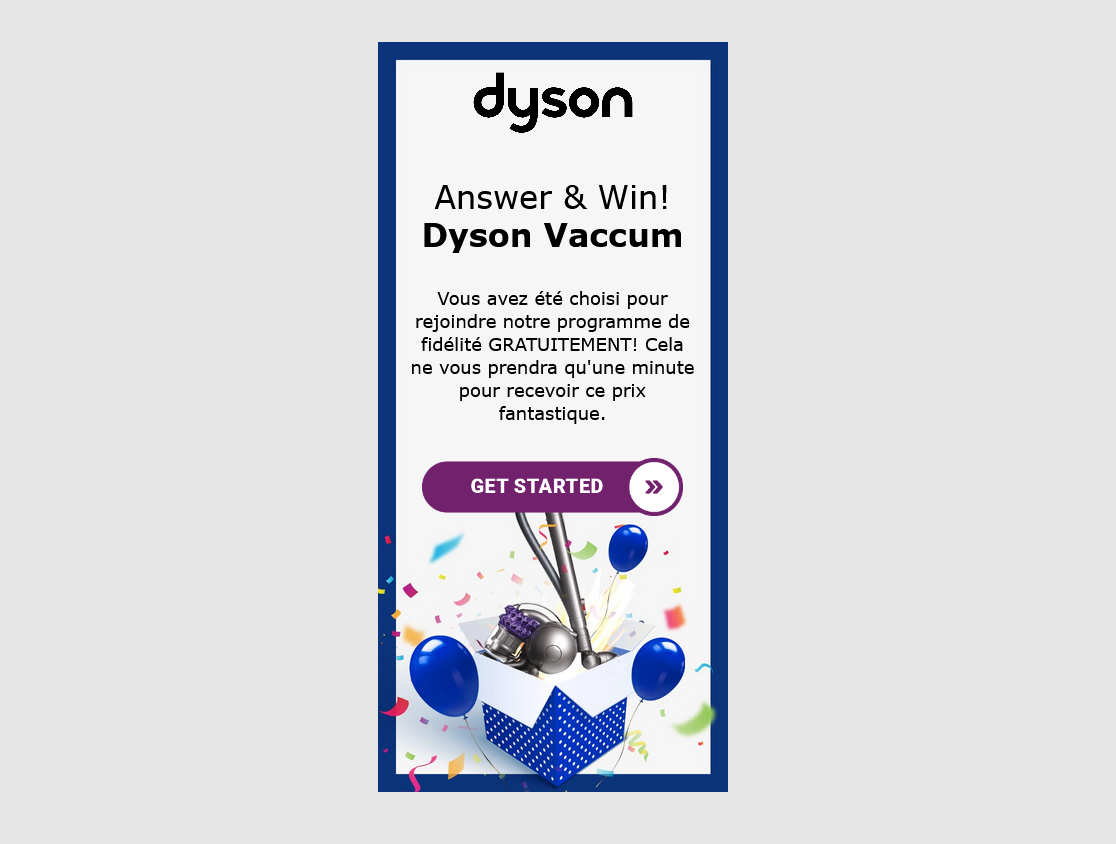 dyson
Answer & Win!
Dyson Vaccum
Vous avez été choisi pour
rejoindre notre programme de
fidélité GRATUITEMENT! Cela
ne vous prendra qu'une minute
pour recevoir ce prix
fantastique.
GET STARTED